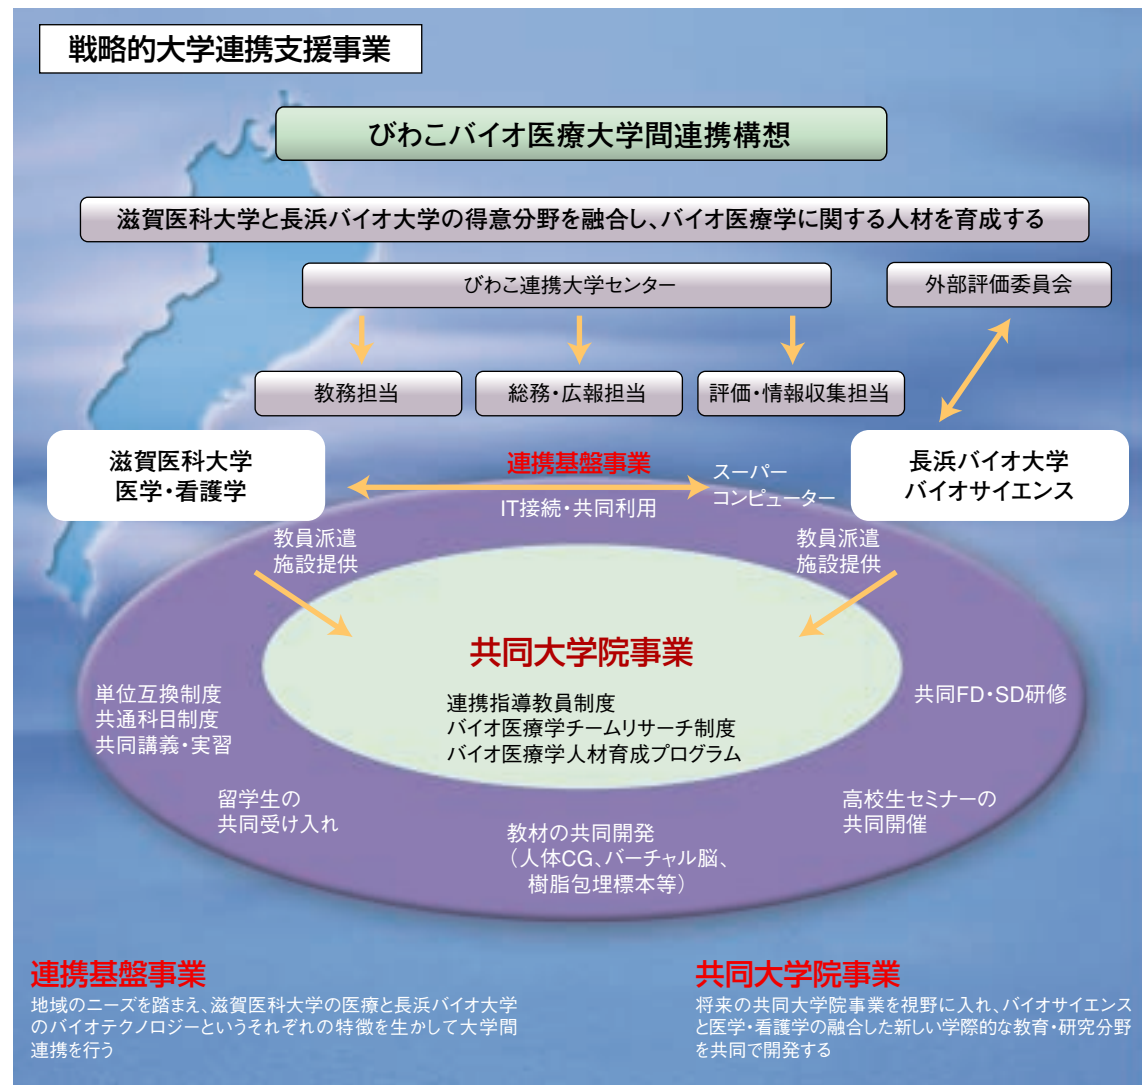 戦略的大学連携支援事業
びわこバイオ医療大学間連携構想
滋賀医科大学と長浜バイオ大学の得意分野を融合し、バイオ医療学に関する人材を育成する
びわこ連携大学センター
外部評価委員会
教務担当
総務・広報担当
評価・情報収集担当
滋賀医科大学
医学・看護学
連携基盤事業
IT接続・共同利用
スーパー
コンピューター
長浜バイオ大学
バイオサイエンス
教員派遣
施設提供
教員派遣
施設提供
共同大学院事業
連携指導教員制度
バイオ医療学チームリサーチ制度
バイオ医療学人材育成プログラム
単位互換制度
共通科目制度
共同講義・実習
共同FD・SD研修
留学生の
共同受け入れ
教材の共同開発
（人体CG、バーチャル脳、
樹脂包埋標本等）
高校生セミナーの
共同開催
連携基盤事業
地域のニーズを踏まえ、滋賀医科大学の医療と長浜バイオ大学
のバイオテクノロジーというそれぞれの特徴を生かして大学間
連携を行う
共同大学院事業
将来の共同大学院事業を視野に入れ、バイオサイエンス
と医学・看護学の融合した新しい学際的な教育・研究分野
を共同で開発する